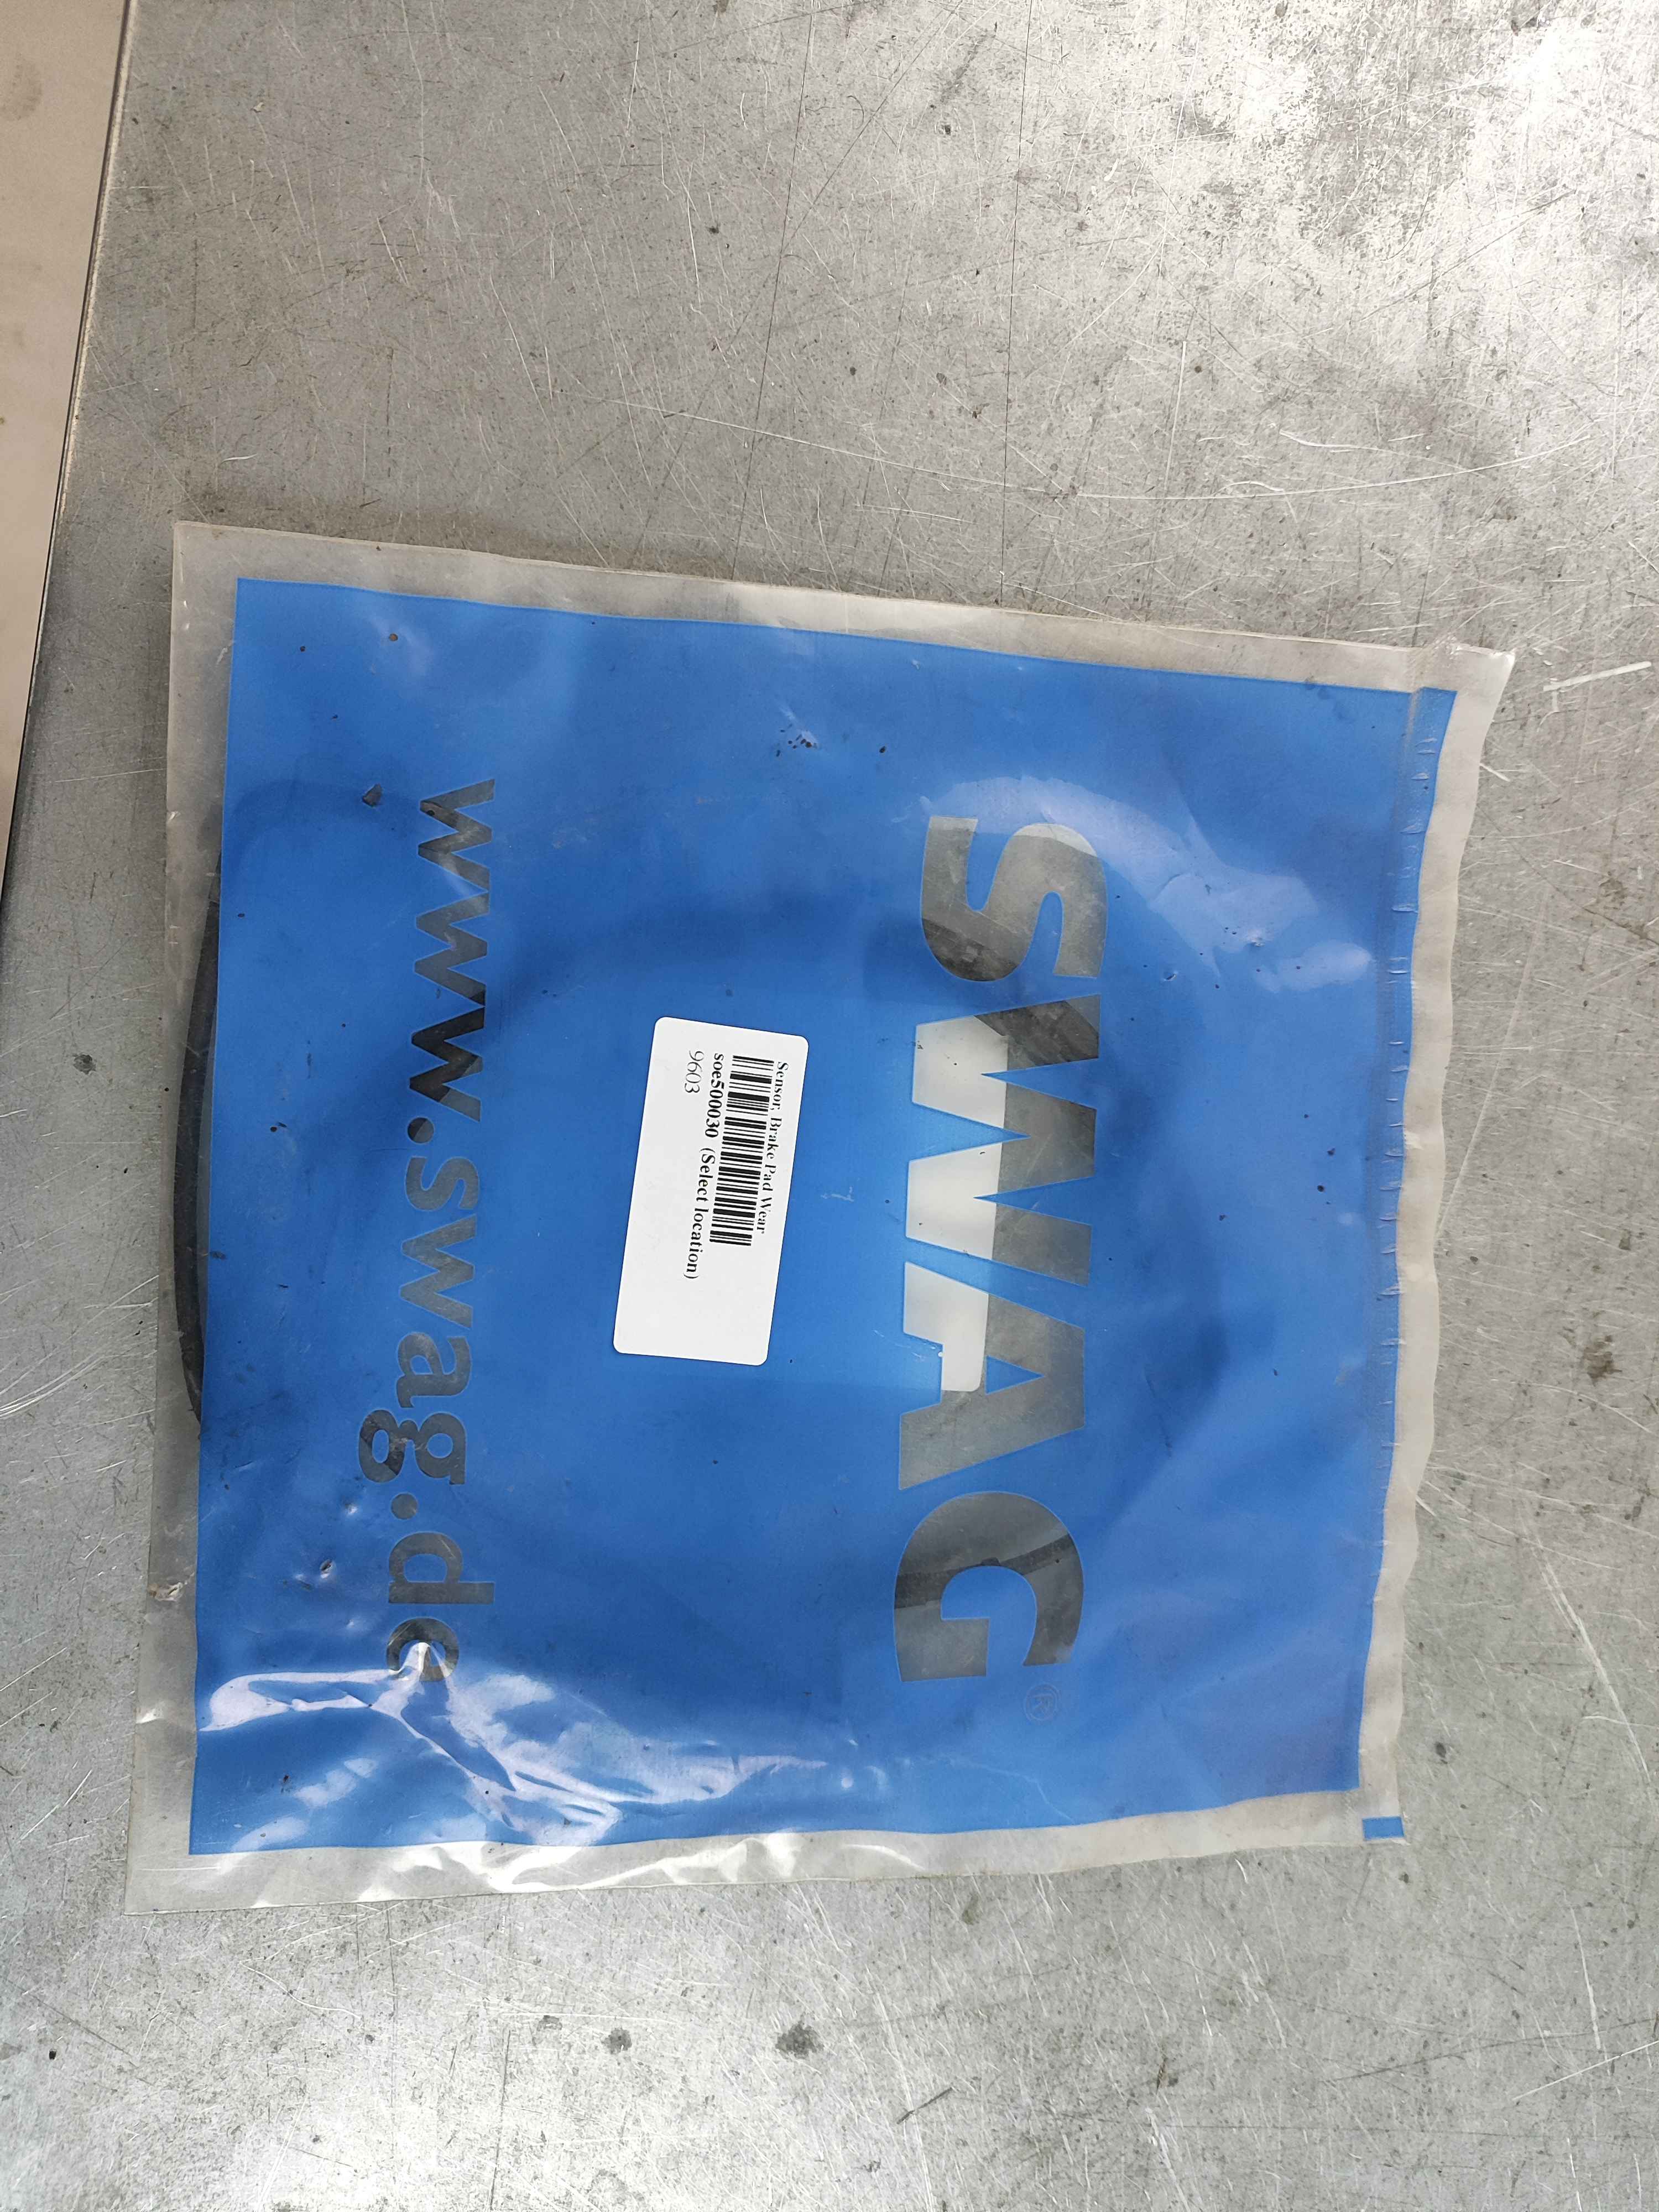 SWAG®
Sensor, Brake Pad Wear
soe500030 (Select location)
9603
www.swag.de